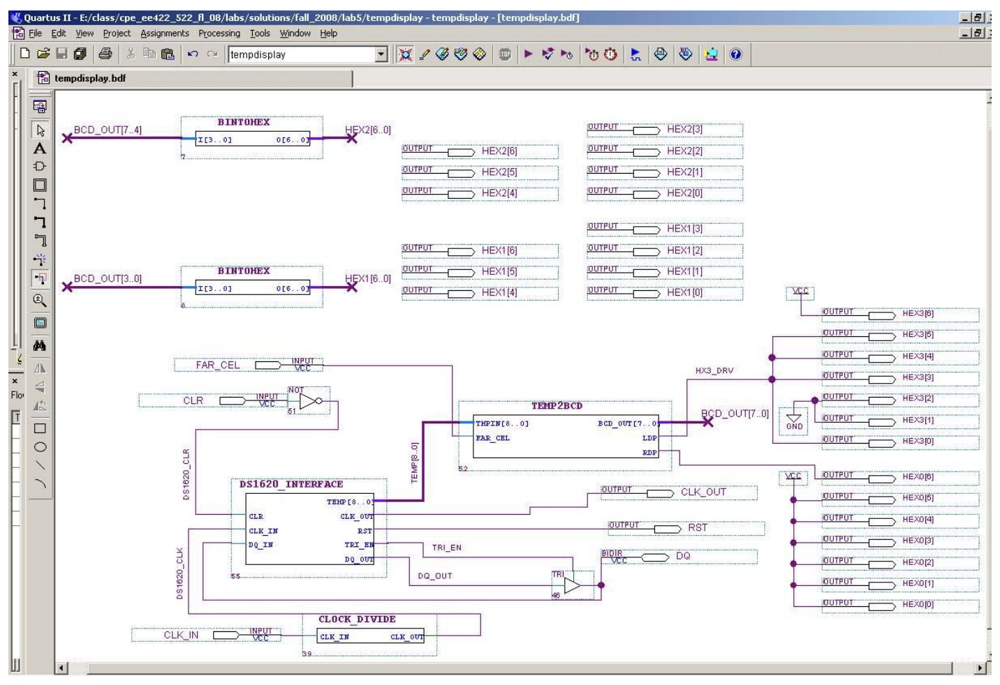 Quartus II - E:/class/cpe_ee422_522_fl_08/labs/solutions/fall_2008/lab5/tempdisplay - tempdisplay - [tempdisplay.bdf]
File Edit View Project Assignments Processing Tools Window Help
tempdisplay
tempdisplay.bdf
BCD_OUT[7..4]
BINTOHEX
I[3..0] O[6..0]
7
HEX2[6..0]
OUTPUT HEX2[6]
OUTPUT HEX2[5]
OUTPUT HEX2[4]
OUTPUT HEX2[3]
OUTPUT HEX2[2]
OUTPUT HEX2[1]
OUTPUT HEX2[0]
BCD_OUT[3..0]
BINTOHEX
I[3..0] O[6..0]
8
HEX1[6..0]
OUTPUT HEX1[6]
OUTPUT HEX1[5]
OUTPUT HEX1[4]
OUTPUT HEX1[3]
OUTPUT HEX1[2]
OUTPUT HEX1[1]
OUTPUT HEX1[0]
VCC
OUTPUT HEX3[6]
OUTPUT HEX3[5]
OUTPUT HEX3[4]
OUTPUT HEX3[3]
OUTPUT HEX3[2]
OUTPUT HEX3[1]
OUTPUT HEX3[0]
HX3_DRV
GND
FAR_CEL INPUT
VCC
CLR INPUT
VCC
NOT
51
TEMP2BCD
TMPIN[8..0] BCD_OUT[7..0]
FAR_CEL LDP
RDP
52
BCD_OUT[7..0]
TEMP[8..0]
DS1620_CLR
DS1620_INTERFACE
TEMP[8..0]
CLR CLK_OUT
CLK_IN RST
DQ_IN TRI_EN
DQ_OUT
55
OUTPUT CLK_OUT
OUTPUT RST
BIDIR
VCC DQ
TRI_EN
DQ_OUT
TRI
46
DS1620_CLK
CLK_IN INPUT
VCC
CLOCK_DIVIDE
CLK_IN CLK_OUT
39
VCC
OUTPUT HEX0[6]
OUTPUT HEX0[5]
OUTPUT HEX0[4]
OUTPUT HEX0[3]
OUTPUT HEX0[2]
OUTPUT HEX0[1]
OUTPUT HEX0[0]